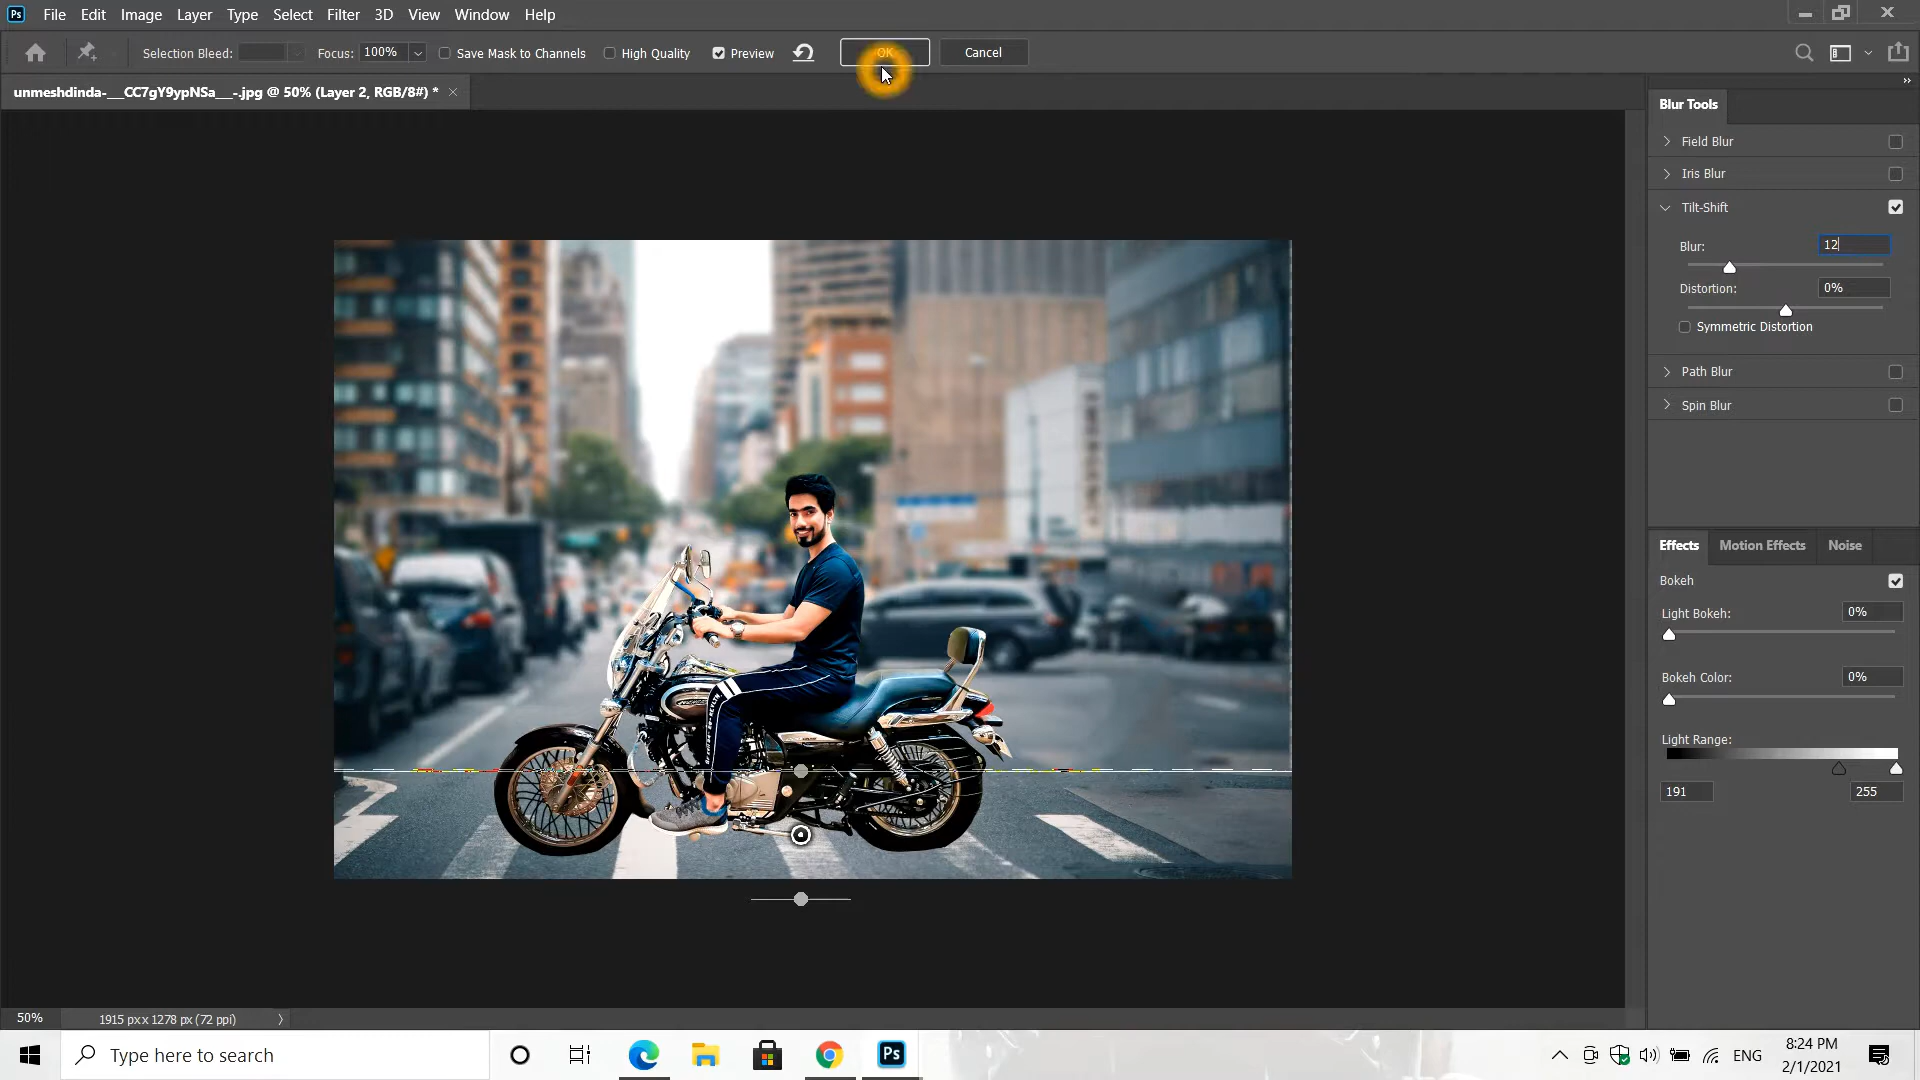 Ps File Edit Image Layer Type Select Filter 3D View Window Help
Selection Bleed: Focus: 100% Save Mask to Channels High Quality Preview OK Cancel
unmeshdinda-___CC7gY9ypNSa___-.jpg @ 50% (Layer 2, RGB/8#) *
Blur Tools
Field Blur
Iris Blur
Tilt-Shift
Blur: 12
Distortion: 0%
Symmetric Distortion
Path Blur
Spin Blur
Effects Motion Effects Noise
Bokeh
Light Bokeh: 0%
Bokeh Color: 0%
Light Range:
191 255
50% 1915 px x 1278 px (72 ppi)
Type here to search
Ps
ENG
8:24 PM
2/1/2021